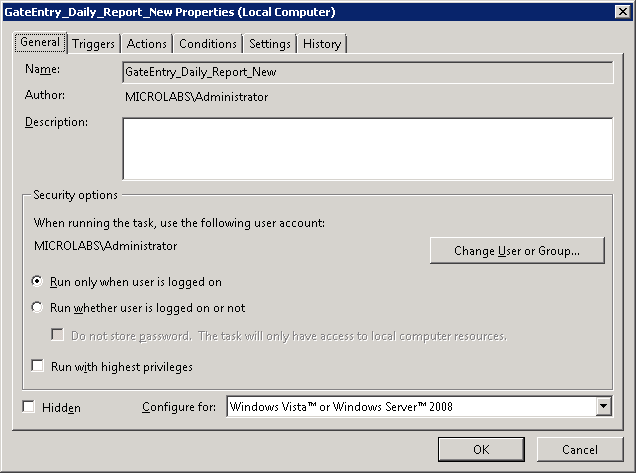 GateEntry_Daily_Report_New Properties (Local Computer)
General Triggers Actions Conditions Settings History
Name: GateEntry_Daily_Report_New
Author: MICROLABS\Administrator
Description:
Security options
When running the task, use the following user account:
MICROLABS\Administrator
Change User or Group...
Run only when user is logged on
Run whether user is logged on or not
Do not store password. The task will only have access to local computer resources.
Run with highest privileges
Hidden Configure for: Windows Vista™ or Windows Server™ 2008
OK Cancel